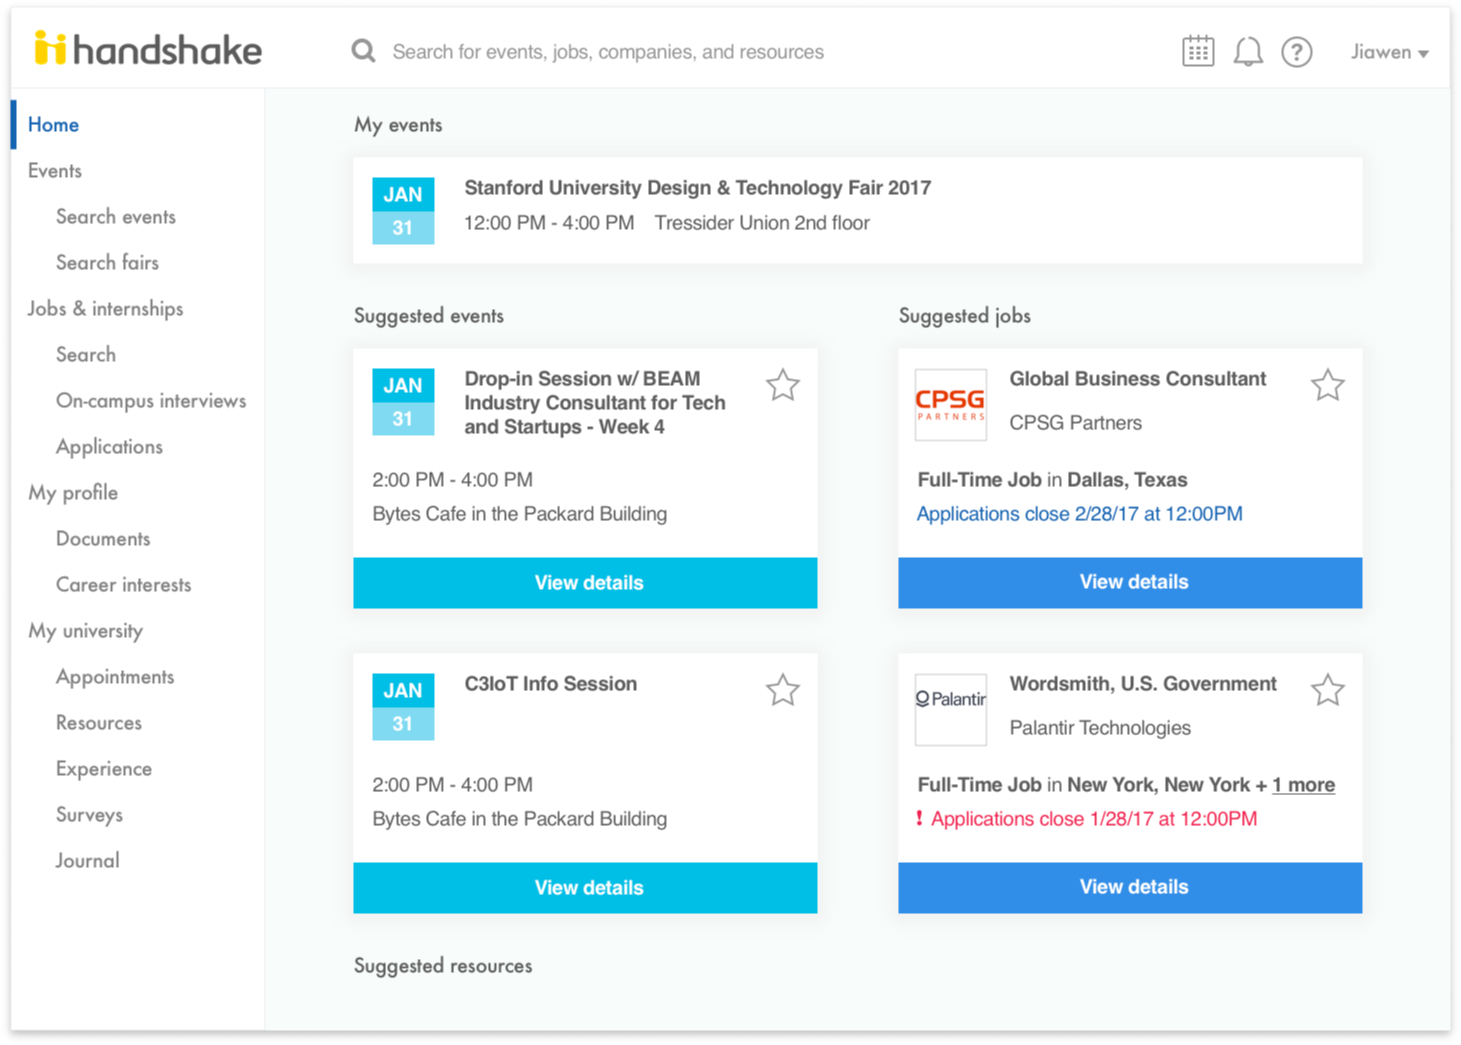 handshake
Search for events, jobs, companies, and resources
?
Jiawen
Home
Events
Search events
Search fairs
Jobs & internships
Search
On-campus interviews
Applications
My profile
Documents
Career interests
My university
Appointments
Resources
Experience
Surveys
Journal
My events
JAN
31
Stanford University Design & Technology Fair 2017
12:00 PM - 4:00 PM Tressider Union 2nd floor
Suggested events
JAN
31
Drop-in Session w/ BEAM
Industry Consultant for Tech
and Startups - Week 4
2:00 PM - 4:00 PM
Bytes Cafe in the Packard Building
View details
JAN
31
C3IoT Info Session
2:00 PM - 4:00 PM
Bytes Cafe in the Packard Building
View details
Suggested jobs
CPSG
PARTNERS
Global Business Consultant
CPSG Partners
Full-Time Job in Dallas, Texas
Applications close 2/28/17 at 12:00PM
View details
Palantir
Wordsmith, U.S. Government
Palantir Technologies
Full-Time Job in New York, New York + 1 more
! Applications close 1/28/17 at 12:00PM
View details
Suggested resources